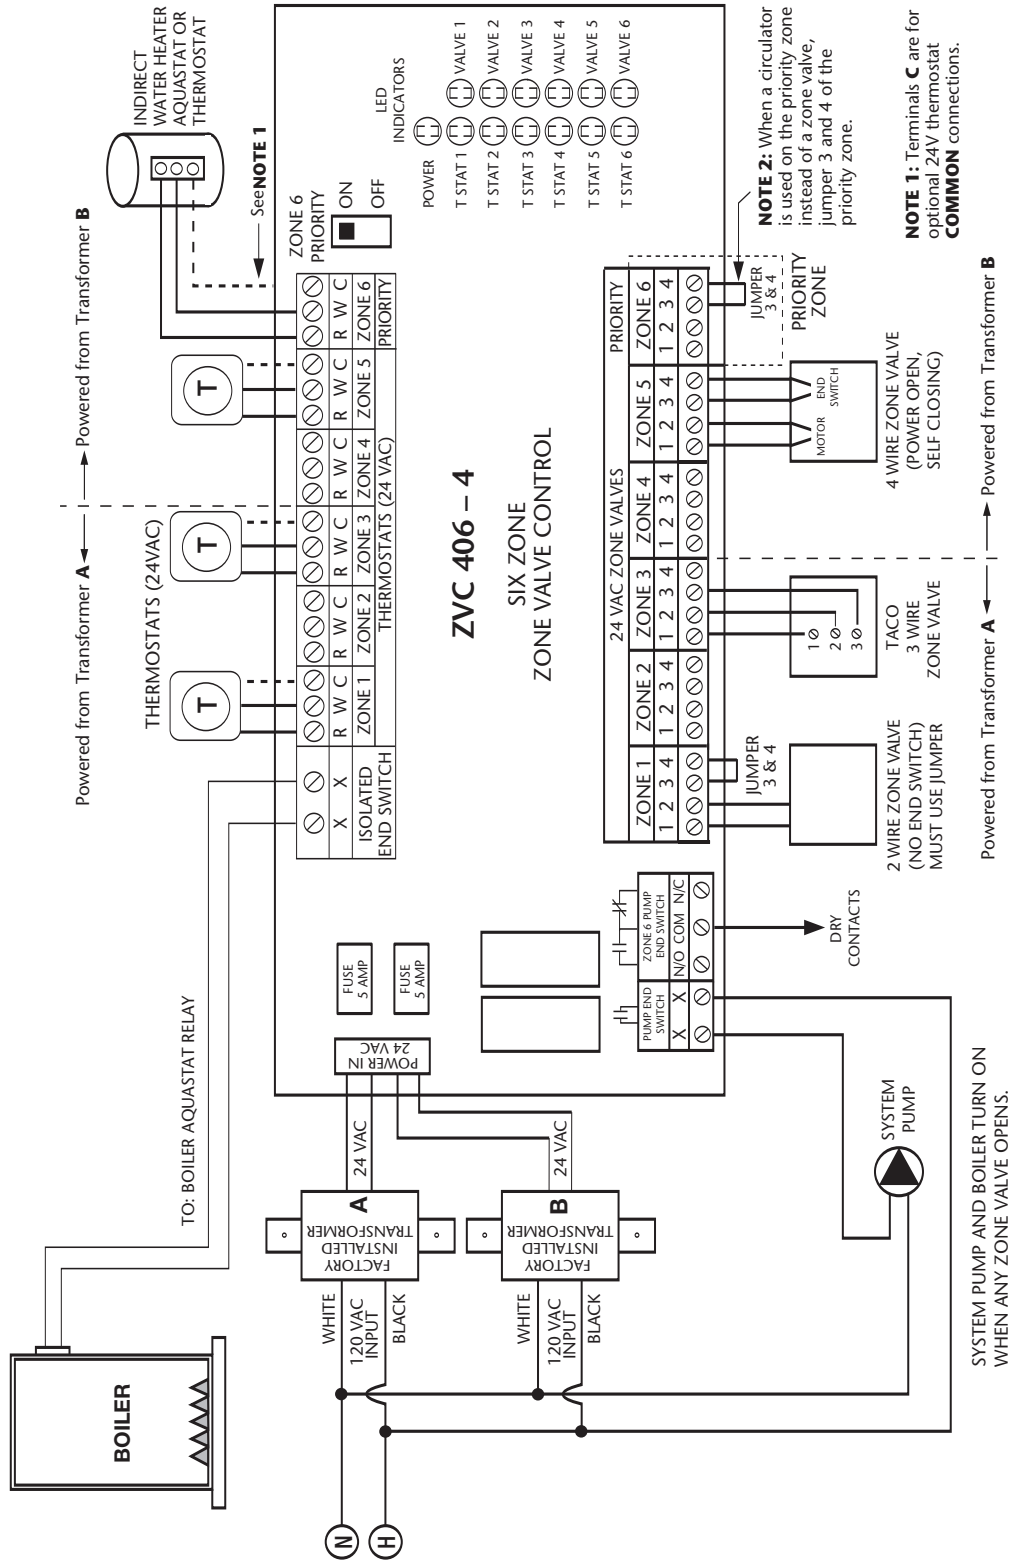 BOILER
TO: BOILER AQUASTAT RELAY
Powered from Transformer A
Powered from Transformer B
THERMOSTATS (24VAC)
T
T
T
INDIRECT
WATER HEATER
AQUASTAT OR
THERMOSTAT
See NOTE 1
N
H
WHITE
120 VAC
INPUT
BLACK
FACTORY
INSTALLED
TRANSFORMER
A
24 VAC
WHITE
120 VAC
INPUT
BLACK
FACTORY
INSTALLED
TRANSFORMER
B
24 VAC
POWER IN
24 VAC
FUSE
5 AMP
FUSE
5 AMP
X X
ISOLATED
END SWITCH
R W C R W C R W C R W C R W C R W C
ZONE 1 ZONE 2 ZONE 3 ZONE 4 ZONE 5 ZONE 6
THERMOSTATS (24 VAC) PRIORITY
ZONE 6
PRIORITY
ON
OFF
ZVC 406 – 4
SIX ZONE
ZONE VALVE CONTROL
LED
INDICATORS
POWER
T STAT 1 VALVE 1
T STAT 2 VALVE 2
T STAT 3 VALVE 3
T STAT 4 VALVE 4
T STAT 5 VALVE 5
T STAT 6 VALVE 6
PUMP END
SWITCH
X X
ZONE 6 PUMP
END SWITCH
N/O COM N/C
24 VAC ZONE VALVES PRIORITY
ZONE 1 ZONE 2 ZONE 3 ZONE 4 ZONE 5 ZONE 6
1 2 3 4 1 2 3 4 1 2 3 4 1 2 3 4 1 2 3 4 1 2 3 4
DRY
CONTACTS
JUMPER
3 & 4
2 WIRE ZONE VALVE
(NO END SWITCH)
MUST USE JUMPER
1
2
3
TACO
3 WIRE
ZONE VALVE
MOTOR
END
SWITCH
4 WIRE ZONE VALVE
(POWER OPEN,
SELF CLOSING)
JUMPER
3 & 4
PRIORITY
ZONE
NOTE 2: When a circulator
is used on the priority zone
instead of a zone valve,
jumper 3 and 4 of the
priority zone.
NOTE 1: Terminals C are for
optional 24V thermostat
COMMON connections.
Powered from Transformer A
Powered from Transformer B
SYSTEM
PUMP
SYSTEM PUMP AND BOILER TURN ON
WHEN ANY ZONE VALVE OPENS.